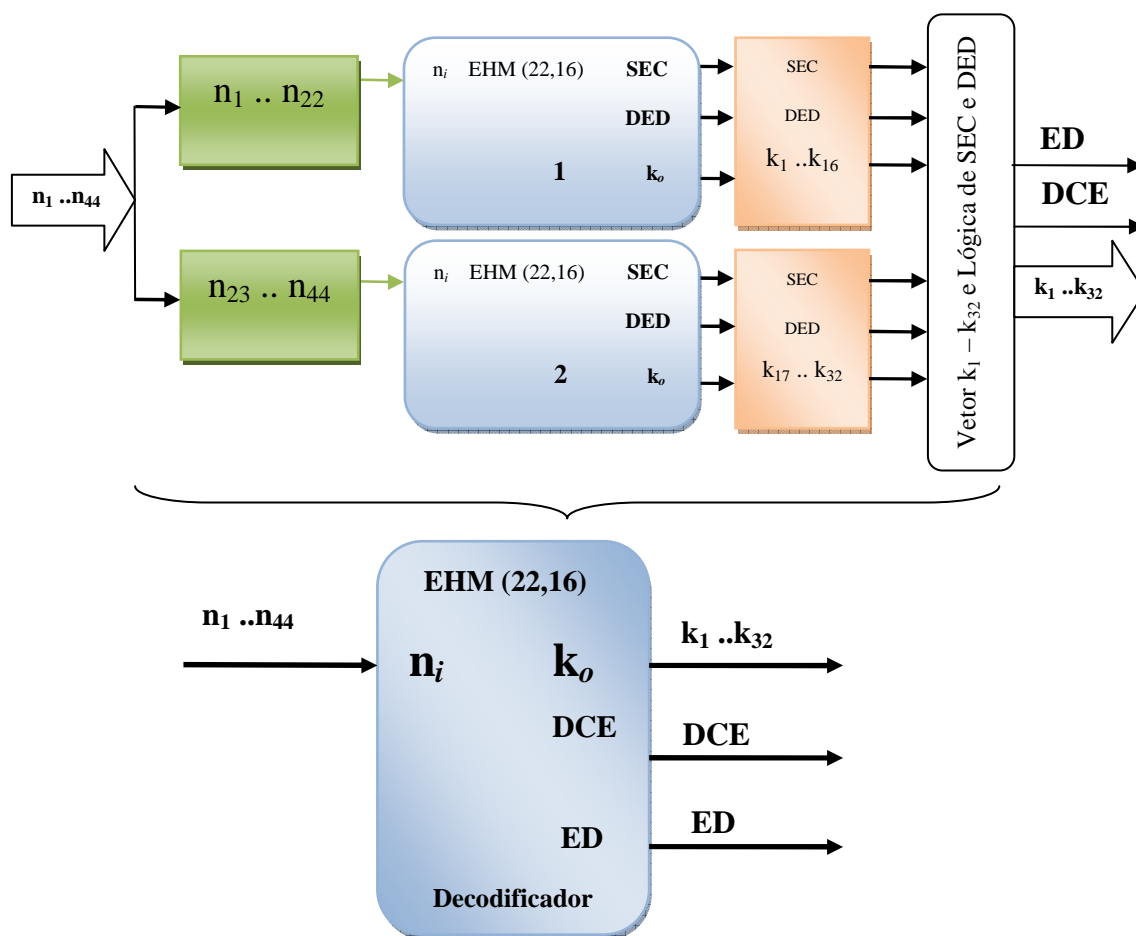 n1 ..n44
n1 .. n22
ni EHM (22,16) SEC
DED
1 ko
SEC
DED
k1 ..k16
n23 .. n44
ni EHM (22,16) SEC
DED
2 ko
SEC
DED
k17 .. k32
Vetor k1 – k32 e Lógica de SEC e DED
ED
DCE
k1 ..k32
EHM (22,16)
n1 ..n44
ni ko
k1 ..k32
DCE
DCE
ED
ED
Decodificador